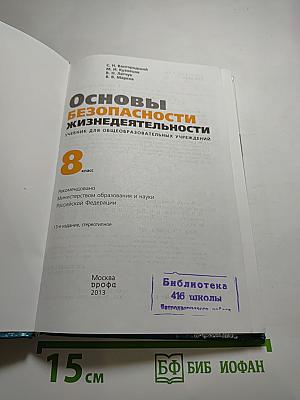 С. Н. Вангородский
М. И. Кузнецов
В. Н. Латчук
В. В. Марков
Основы
БЕЗОПАСНОСТИ
ЖИЗНЕДЕЯТЕЛЬНОСТИ
УЧЕБНИК ДЛЯ ОБЩЕОБРАЗОВАТЕЛЬНЫХ УЧРЕЖДЕНИЙ
8 класс
Рекомендовано
Министерством образования и науки
Российской Федерации
стереотипное
Москва
дрофа
2013
Библиотека
416 школы
15 СМ
БФ БИБ ИОФАН